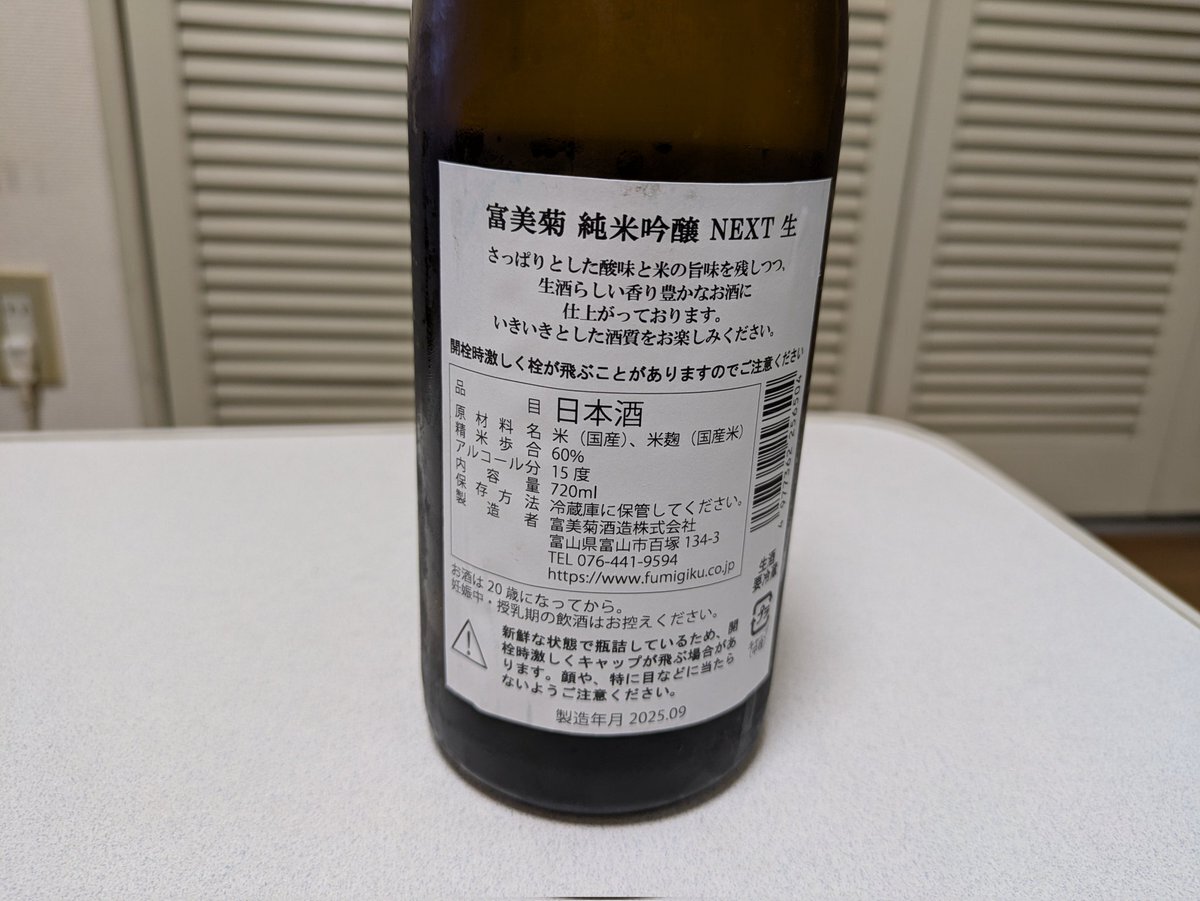 富美菊 純米吟醸 NEXT 生
さっぱりとした酸味と米の旨味を残しつつ、
生酒らしい香り豊かなお酒に
仕上がっております。
いきいきとした酒質をお楽しみください。
開栓時激しく栓が飛ぶことがありますのでご注意ください
品目 日本酒
原材料名 米（国産）、米麹（国産米）
精米歩合 60%
アルコール分 15 度
内容量 720ml
保存方法 冷蔵庫に保管してください。
製造者 富美菊酒造株式会社
富山県富山市百塚 134-3
TEL 076-441-9594
https://www.fumigiku.co.jp
お酒は 20 歳になってから。
妊娠中・授乳期の飲酒はお控えください。
新鮮な状態で瓶詰しているため、開
栓時激しくキャップが飛ぶ場合があ
ります。顔や、特に目などに当たら
ないようご注意ください。
製造年月 2025.09
生酒
要冷蔵